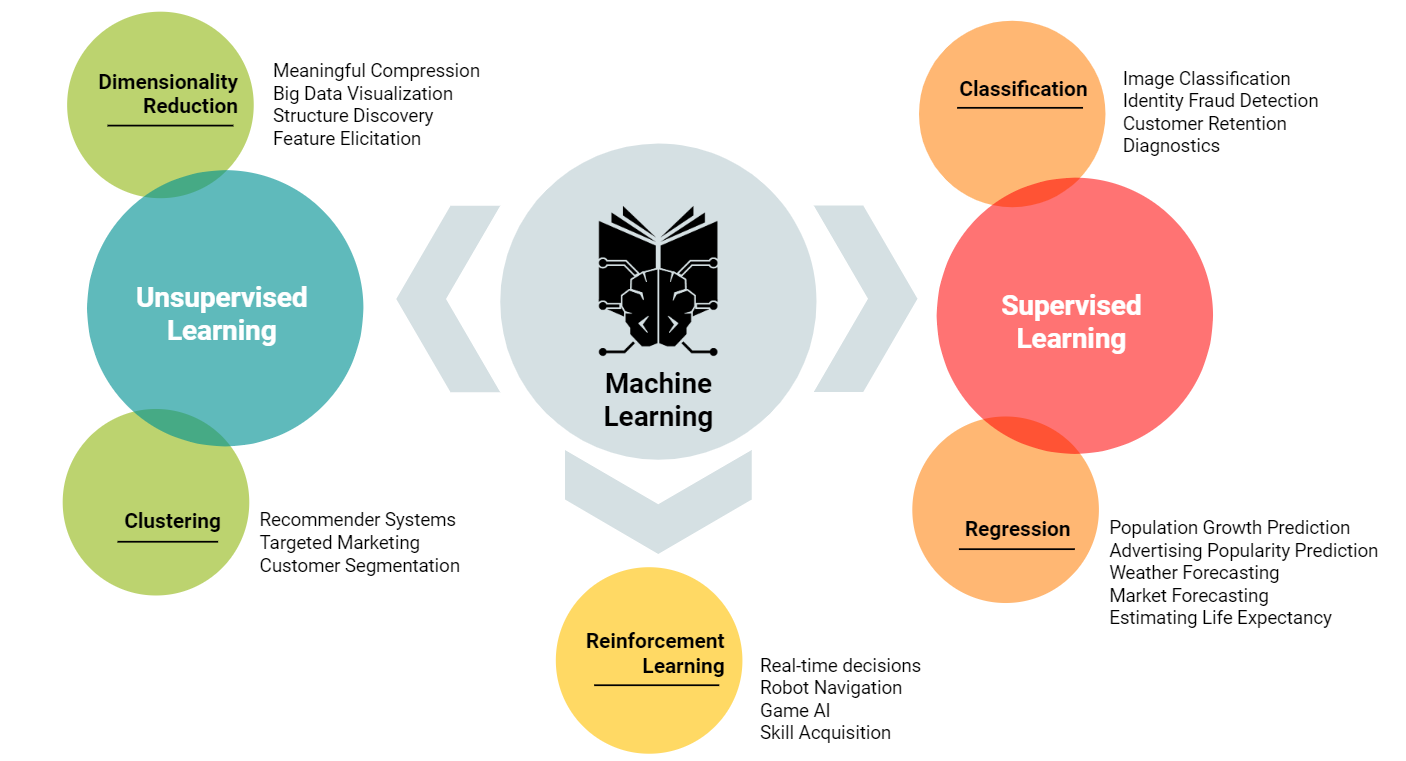 Dimensionality
Reduction
Meaningful Compression
Big Data Visualization
Structure Discovery
Feature Elicitation
Unsupervised
Learning
Clustering
Recommender Systems
Targeted Marketing
Customer Segmentation
Machine
Learning
Reinforcement
Learning
Real-time decisions
Robot Navigation
Game AI
Skill Acquisition
Classification
Image Classification
Identity Fraud Detection
Customer Retention
Diagnostics
Supervised
Learning
Regression
Population Growth Prediction
Advertising Popularity Prediction
Weather Forecasting
Market Forecasting
Estimating Life Expectancy